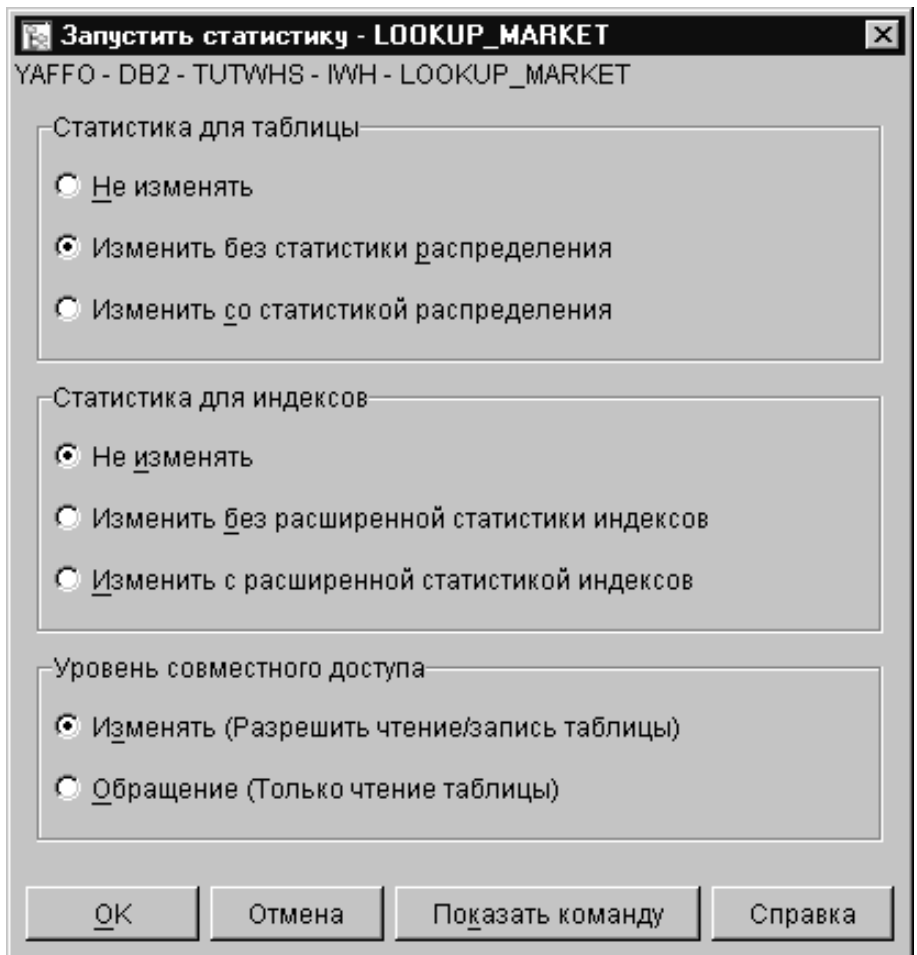 Запустить статистику - LOOKUP_MARKET
YAFFO - DB2 - TUTWHS - IWH - LOOKUP_MARKET
Статистика для таблицы
Не изменять
Изменить без статистики распределения
Изменить со статистикой распределения
Статистика для индексов
Не изменять
Изменить без расширенной статистики индексов
Изменить с расширенной статистикой индексов
Уровень совместного доступа
Изменять (Разрешить чтение/запись таблицы)
Обращение (Только чтение таблицы)
OK Отмена Показать команду Справка